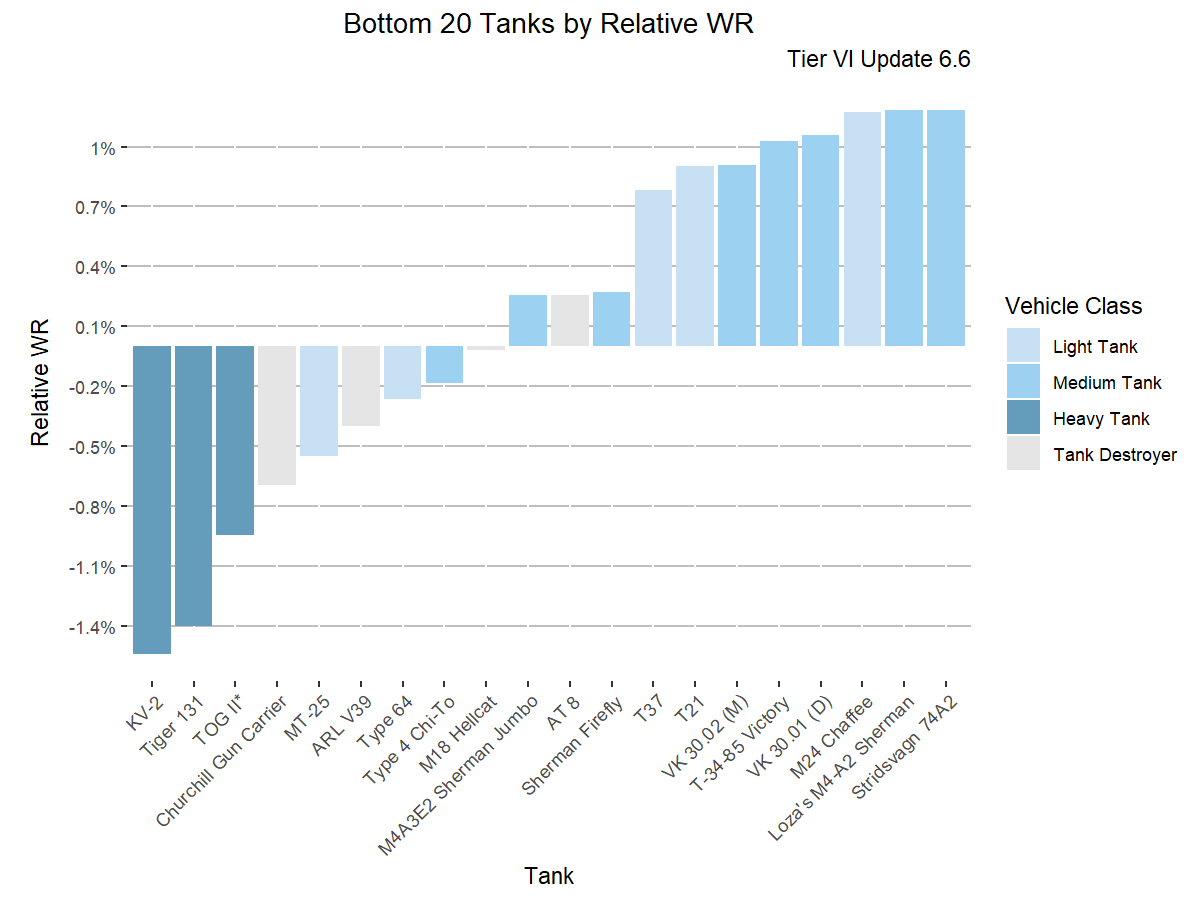 Bottom 20 Tanks by Relative WR
Tier VI Update 6.6
1%
0.7%
0.4%
0.1%
-0.2%
-0.5%
-0.8%
-1.1%
-1.4%
Relative WR
KV-2
Tiger 131
TOG II*
Churchill Gun Carrier
MT-25
ARL V39
Type 64
Type 4 Chi-To
M18 Hellcat
M4A3E2 Sherman Jumbo
AT 8
Sherman Firefly
T37
T21
VK 30.02 (M)
T-34-85 Victory
VK 30.01 (D)
M24 Chaffee
Loza's M4-A2 Sherman
Stridsvagn 74A2
Tank
Vehicle Class
Light Tank
Medium Tank
Heavy Tank
Tank Destroyer